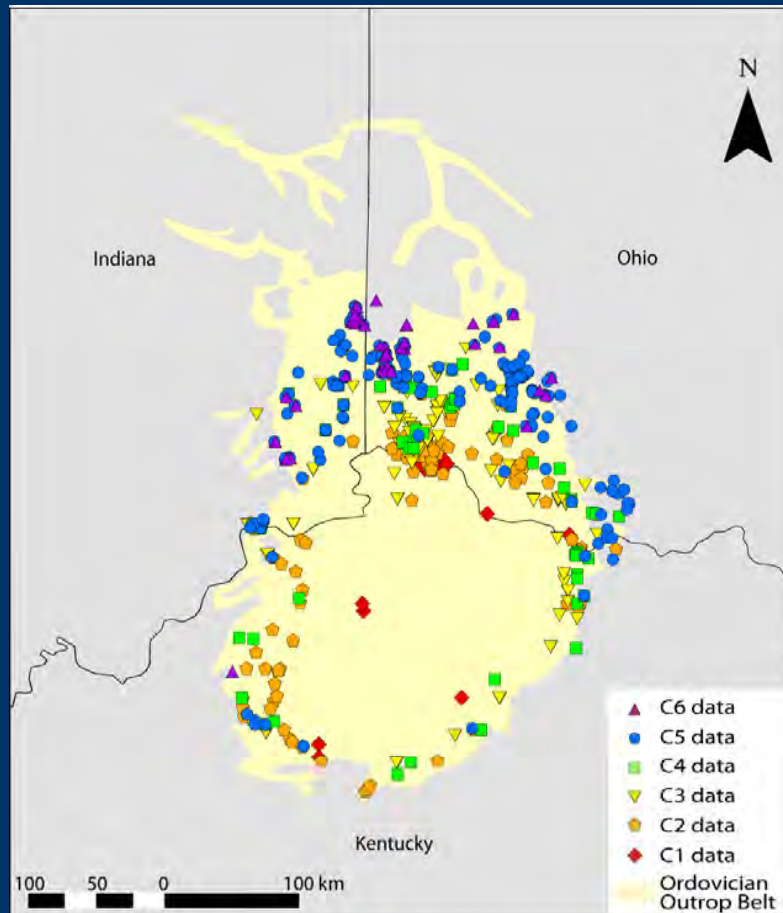 N
Indiana
Ohio
C6 data
C5 data
C4 data
C3 data
C2 data
C1 data
Ordovician
Outrop Belt
Kentucky
100 50 0 100 km